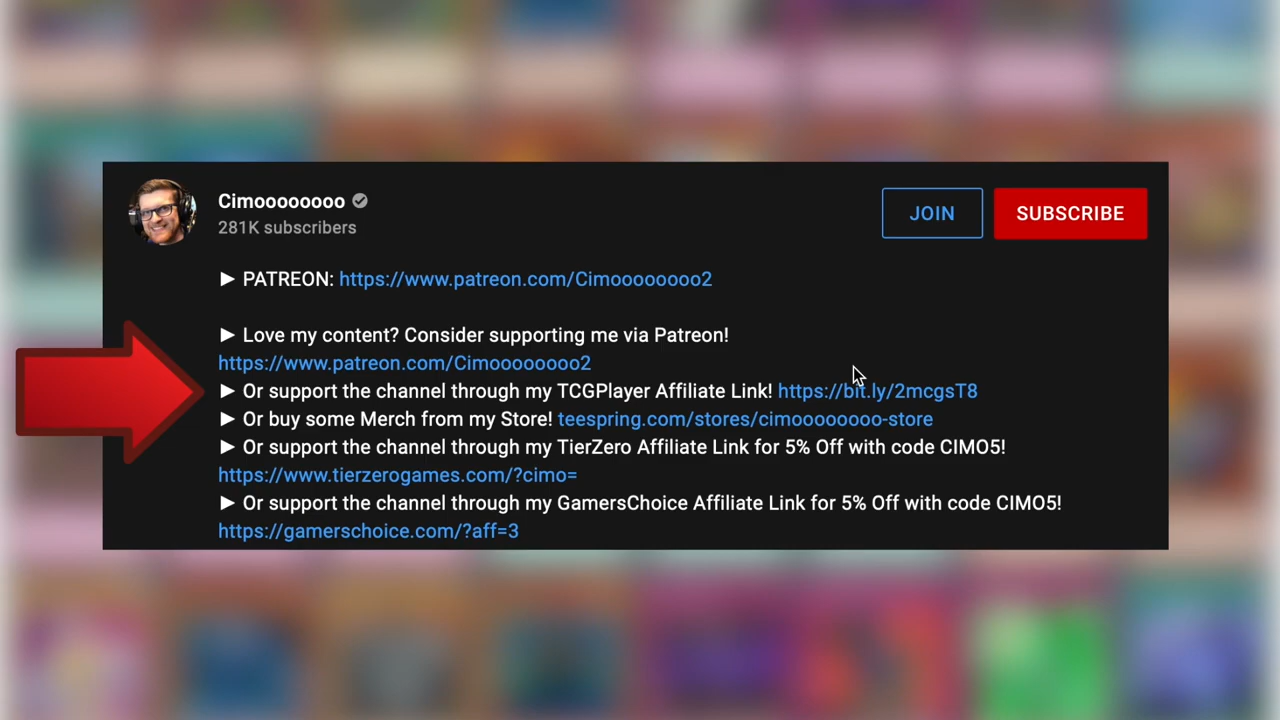 Cimoooooooo
281K subscribers
JOIN
SUBSCRIBE
► PATREON: https://www.patreon.com/Cimoooooooo2
► Love my content? Consider supporting me via Patreon!
https://www.patreon.com/Cimoooooooo2
► Or support the channel through my TCGPlayer Affiliate Link! https://bit.ly/2mcgsT8
► Or buy some Merch from my Store! teespring.com/stores/cimoooooooo-store
► Or support the channel through my TierZero Affiliate Link for 5% Off with code CIMO5!
https://www.tierzerogames.com/?cimo=
► Or support the channel through my GamersChoice Affiliate Link for 5% Off with code CIMO5!
https://gamerschoice.com/?aff=3